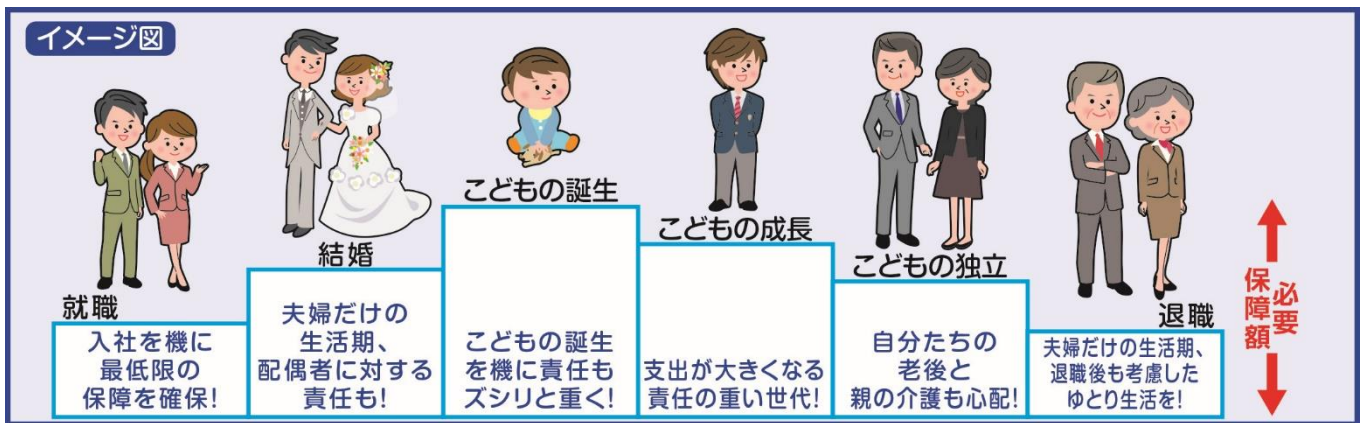 イメージ図
就職
入社を機に
最低限の
保障を確保!
結婚
夫婦だけの
生活期、
配偶者に対する
責任も!
こどもの誕生
こどもの誕生
を機に責任も
ズシリと重く!
こどもの成長
支出が大きくなる
責任の重い世代!
こどもの独立
自分たちの
老後と
親の介護も心配!
退職
夫婦だけの生活期、
退職後も考慮した
ゆとり生活を!
必要
保障額